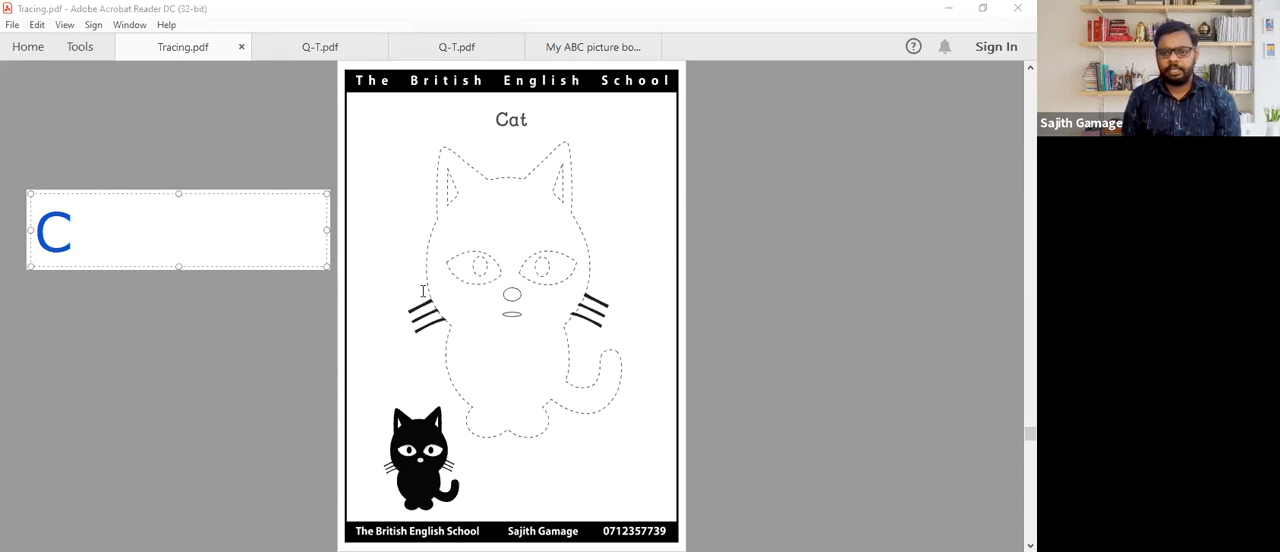 Tracing.pdf - Adobe Acrobat Reader DC (32-bit)
File Edit View Sign Window Help
Home Tools Tracing.pdf × Q-T.pdf Q-T.pdf My ABC picture bo... ? Sign In
The British English School
Cat
C
Sajith Gamage
The British English School Sajith Gamage 0712357739